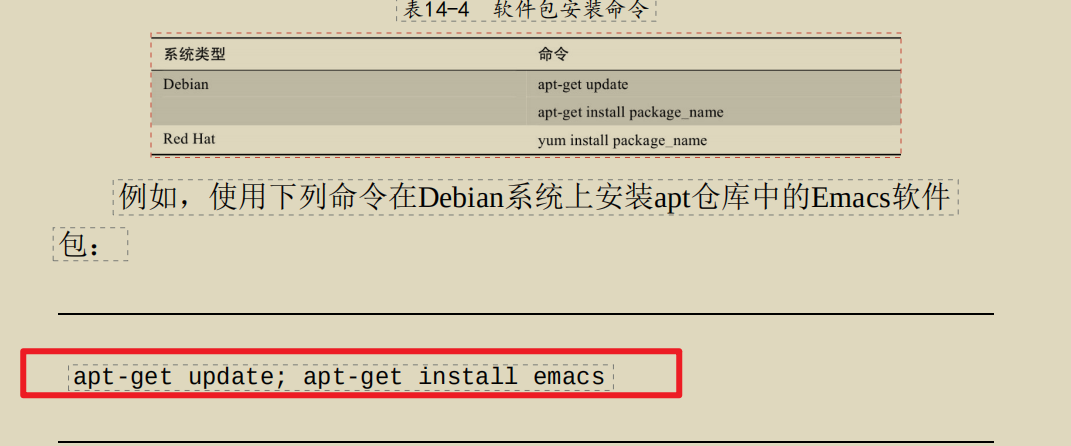 表14-4 软件包安装命令
系统类型 命令
Debian apt-get update
apt-get install package_name
Red Hat yum install package_name
例如，使用下列命令在Debian系统上安装apt仓库中的Emacs软件
包：
apt-get update; apt-get install emacs